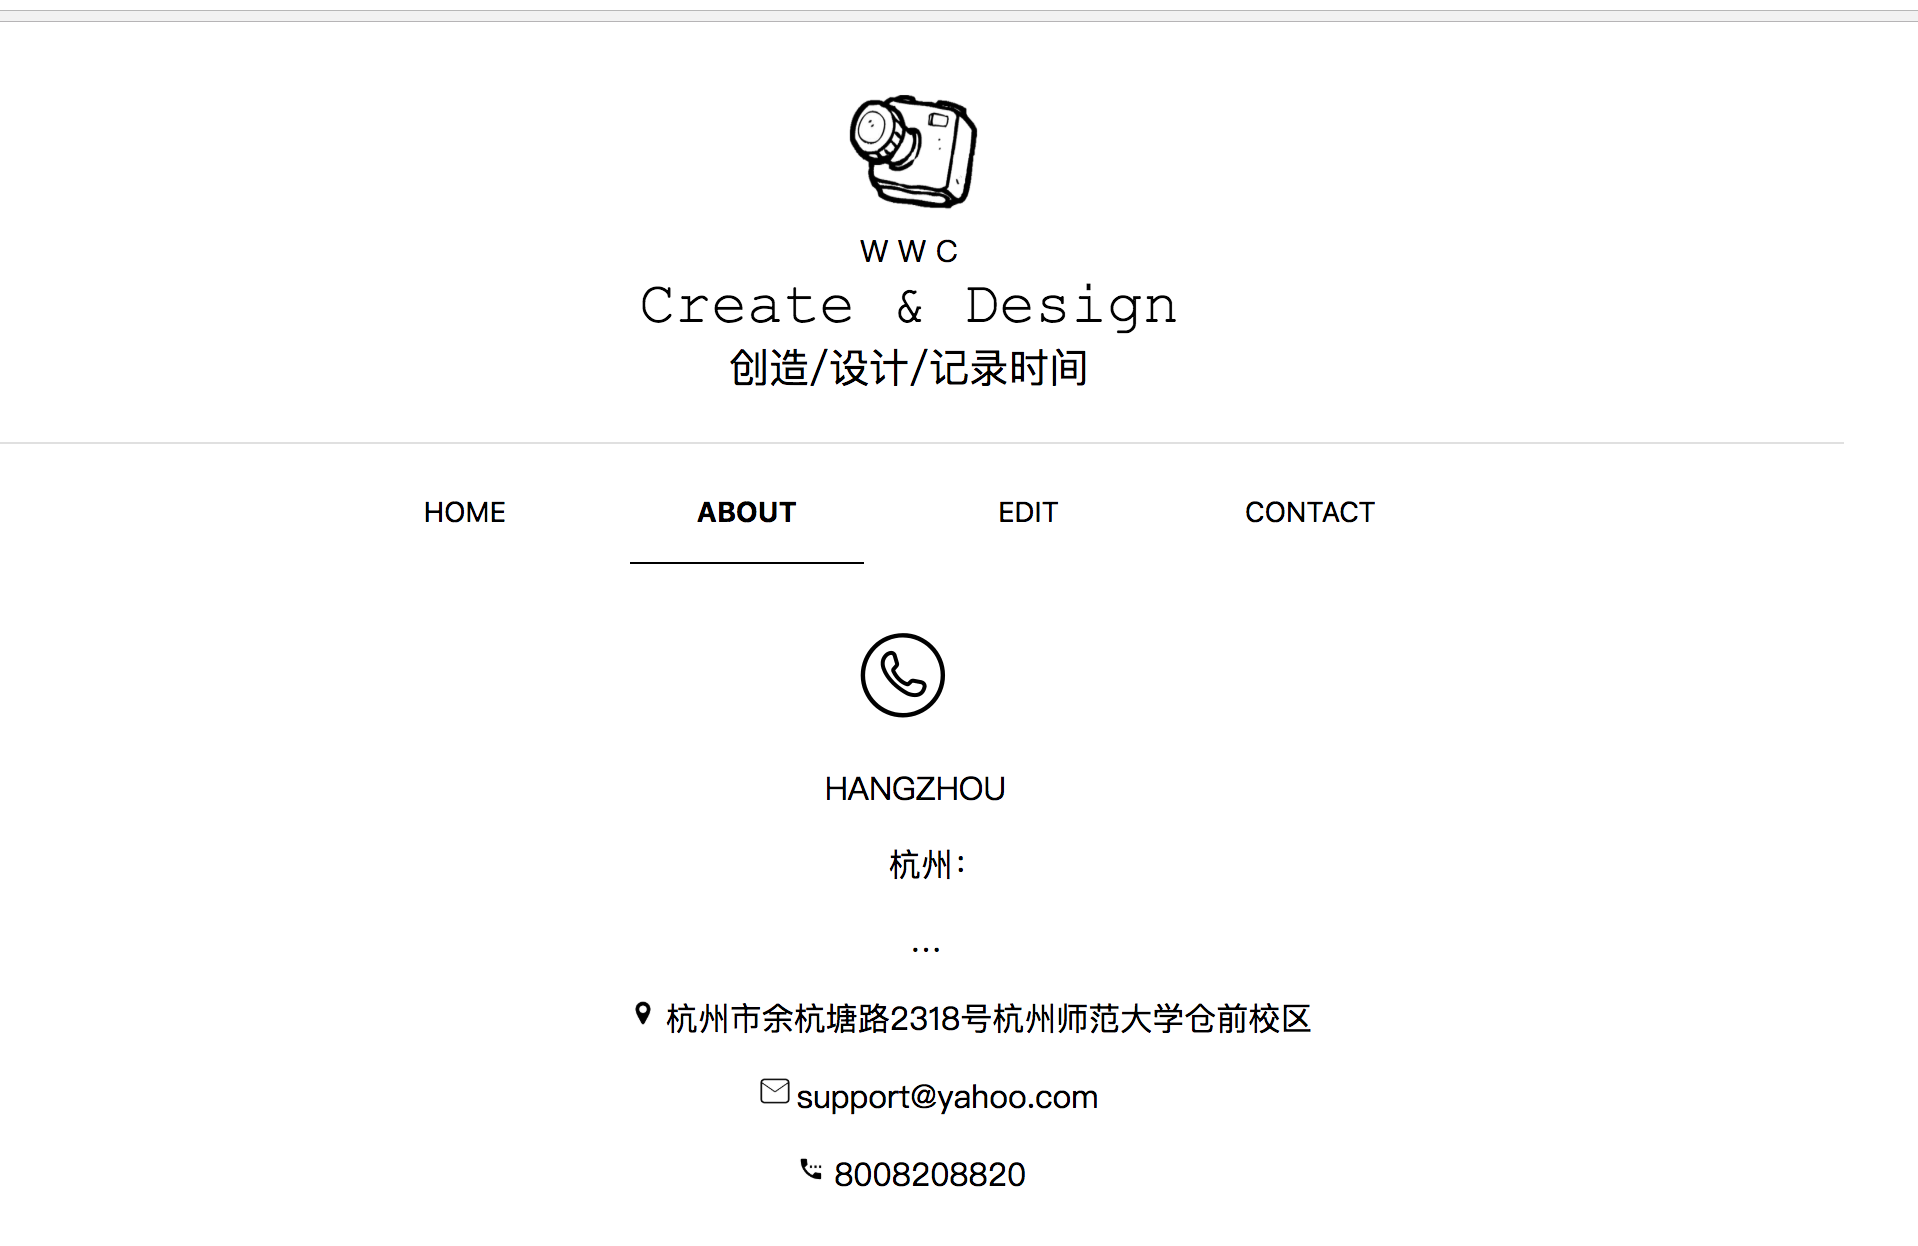 W W C
Create & Design
创造/设计/记录时间
HOME ABOUT EDIT CONTACT
HANGZHOU
杭州：
...
杭州市余杭塘路2318号杭州师范大学仓前校区
support@yahoo.com
8008208820